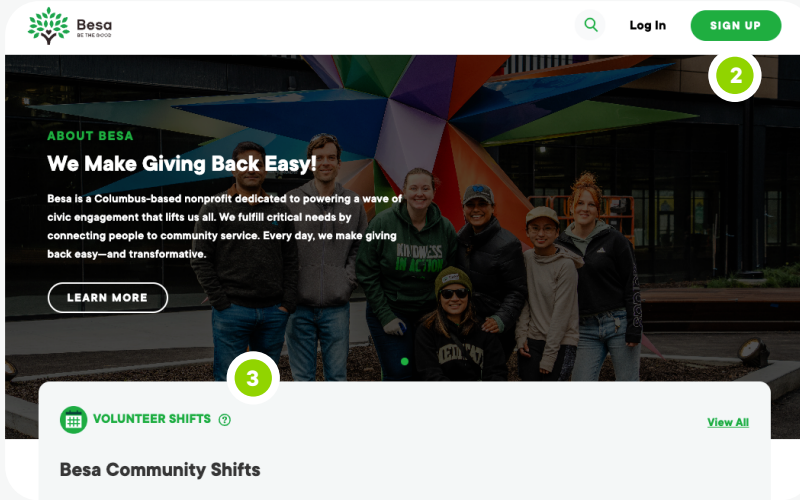 Besa
BE THE GOOD
Log In
SIGN UP
2
ABOUT BESA
We Make Giving Back Easy!
Besa is a Columbus-based nonprofit dedicated to powering a wave of
civic engagement that lifts us all. We fulfill critical needs by
connecting people to community service. Every day, we make giving
back easy—and transformative.
LEARN MORE
KINDNESS
IN ACTION
3
VOLUNTEER SHIFTS ?
View All
Besa Community Shifts